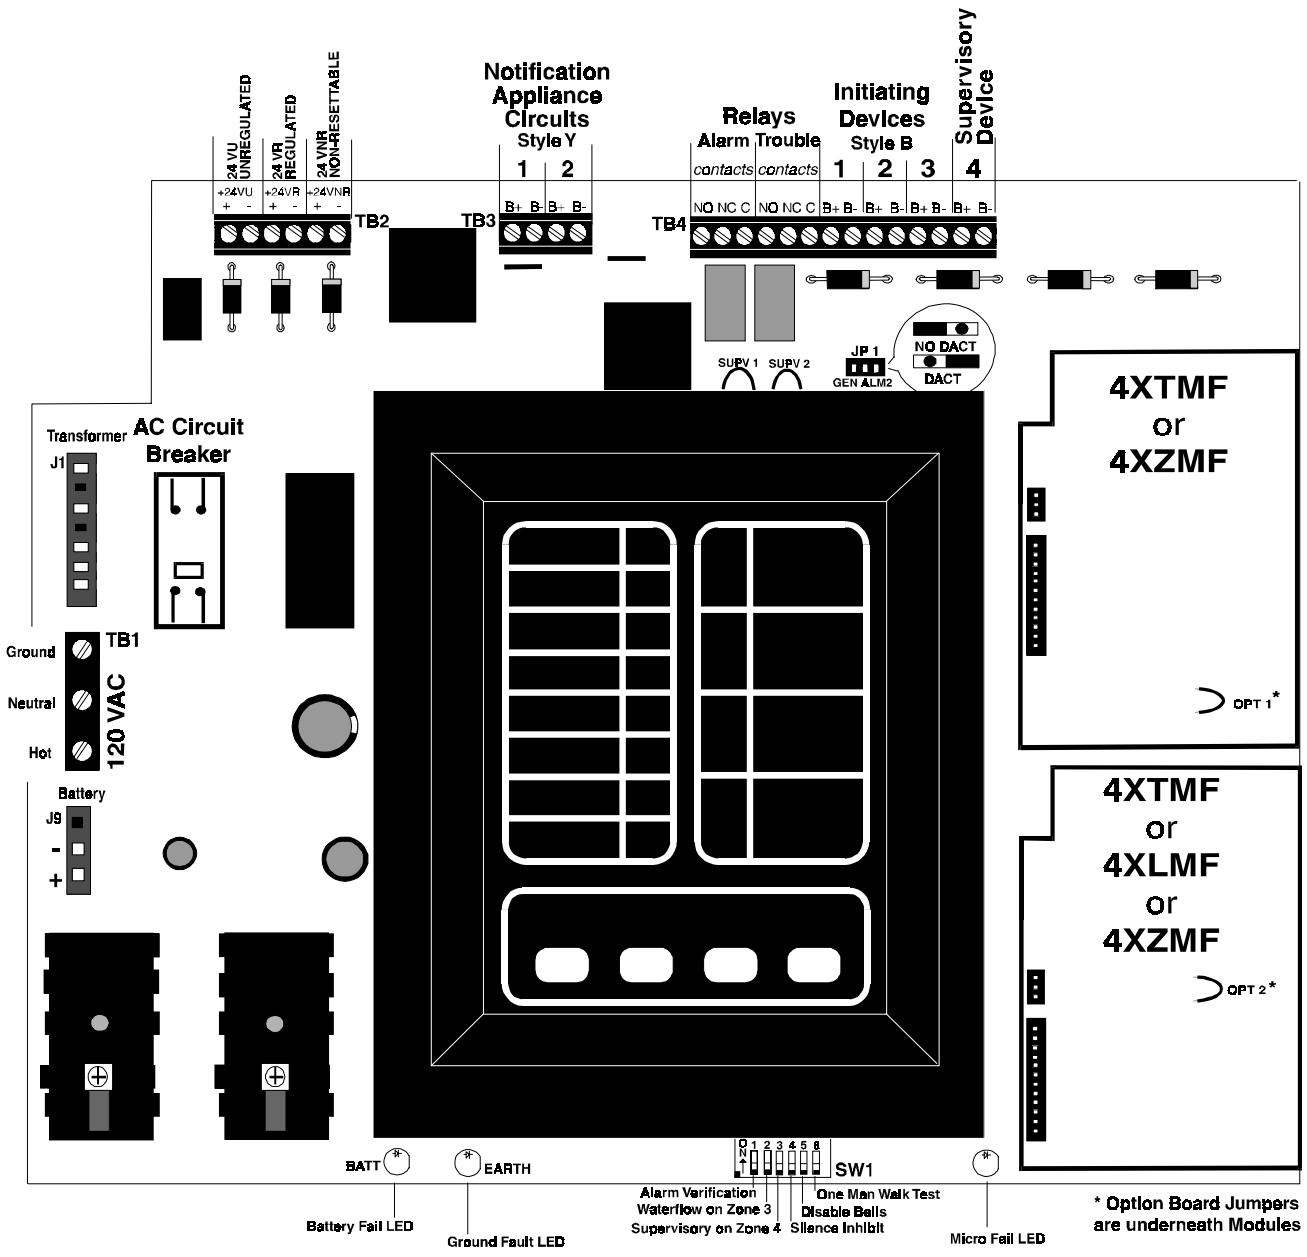 24 VU
UNREGULATED
24 VR
REGULATED
24 VNR
NON-RESETTABLE
Notification
Appliance
Circuits
Style Y
1 2
Relays
Alarm Trouble
contacts contacts
Initiating
Devices
Style B
1 2 3
Supervisory
Device
4
+24VU +24VR +24VNR
+ - + - + -
TB2
B+ B- B+ B-
TB3
NO NC C NO NC C B+ B- B+ B- B+ B- B+ B-
TB4
SUPV 1 SUPV 2
JP 1
GEN ALM2
NO DACT
DACT
Transformer
J1
AC Circuit
Breaker
Ground
Neutral
Hot
TB1
120 VAC
Battery
J9
-
+
4XTMF
or
4XZMF
OPT 1*
4XTMF
or
4XLMF
or
4XZMF
OPT 2*
BATT
EARTH
Battery Fail LED
Ground Fault LED
ON
1 2 3 4 5 6
SW1
Alarm Verification
Waterflow on Zone 3
Supervisory on Zone 4
One Man Walk Test
Disable Bells
Silence Inhibit
Micro Fail LED
* Option Board Jumpers
are underneath Modules